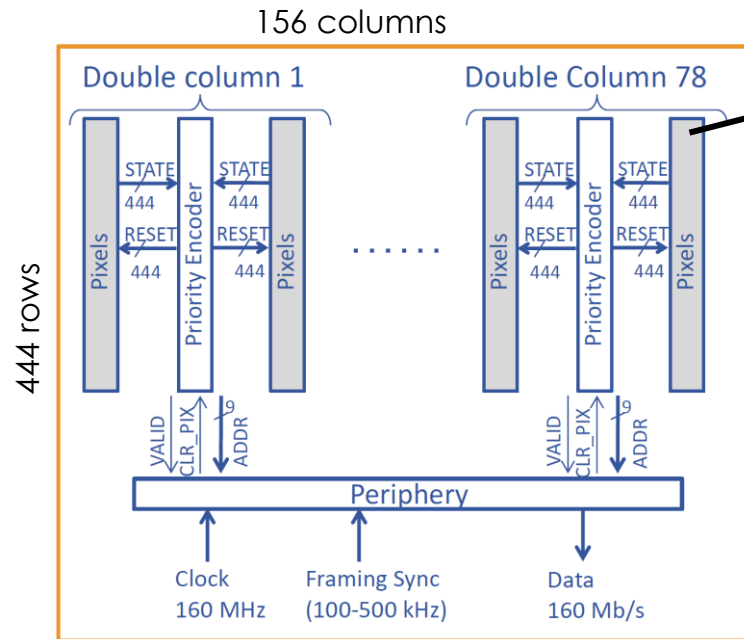 156 columns
Double column 1
Double Column 78
444 rows
Pixels
STATE
444
RESET
444
Priority Encoder
STATE
444
RESET
444
Pixels
......
Pixels
STATE
444
RESET
444
Priority Encoder
STATE
444
RESET
444
Pixels
VALID
CLR_PIX
9
ADDR
VALID
CLR_PIX
9
ADDR
Periphery
Clock
160 MHz
Framing Sync
(100-500 kHz)
Data
160 Mb/s